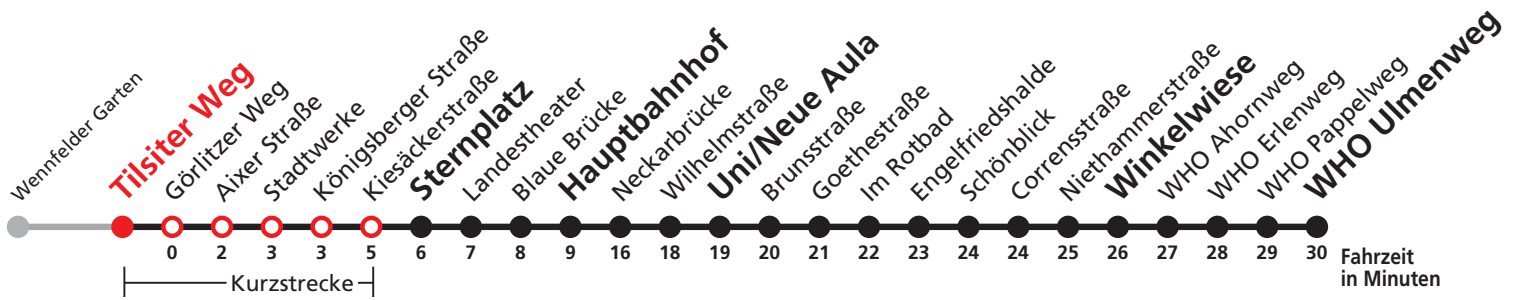 Wennfelder Garten
Tilsiter Weg
Görlitzer Weg
Aixer Straße
Stadtwerke
Königsberger Straße
Kiesäckerstraße
Sternplatz
Landestheater
Blaue Brücke
Hauptbahnhof
Neckarbrücke
Wilhelmstraße
Uni/Neue Aula
Brunsstraße
Goethestraße
Im Rotbad
Engelfriedshalde
Schönblick
Corrensstraße
Niethammerstraße
Winkelwiese
WHO Ahornweg
WHO Erlenweg
WHO Pappelweg
WHO Ulmenweg
0 2 3 3 5 6 7 8 9 16 18 19 20 21 22 23 24 24 25 26 27 28 29 30 Fahrzeit
in Minuten
Kurzstrecke